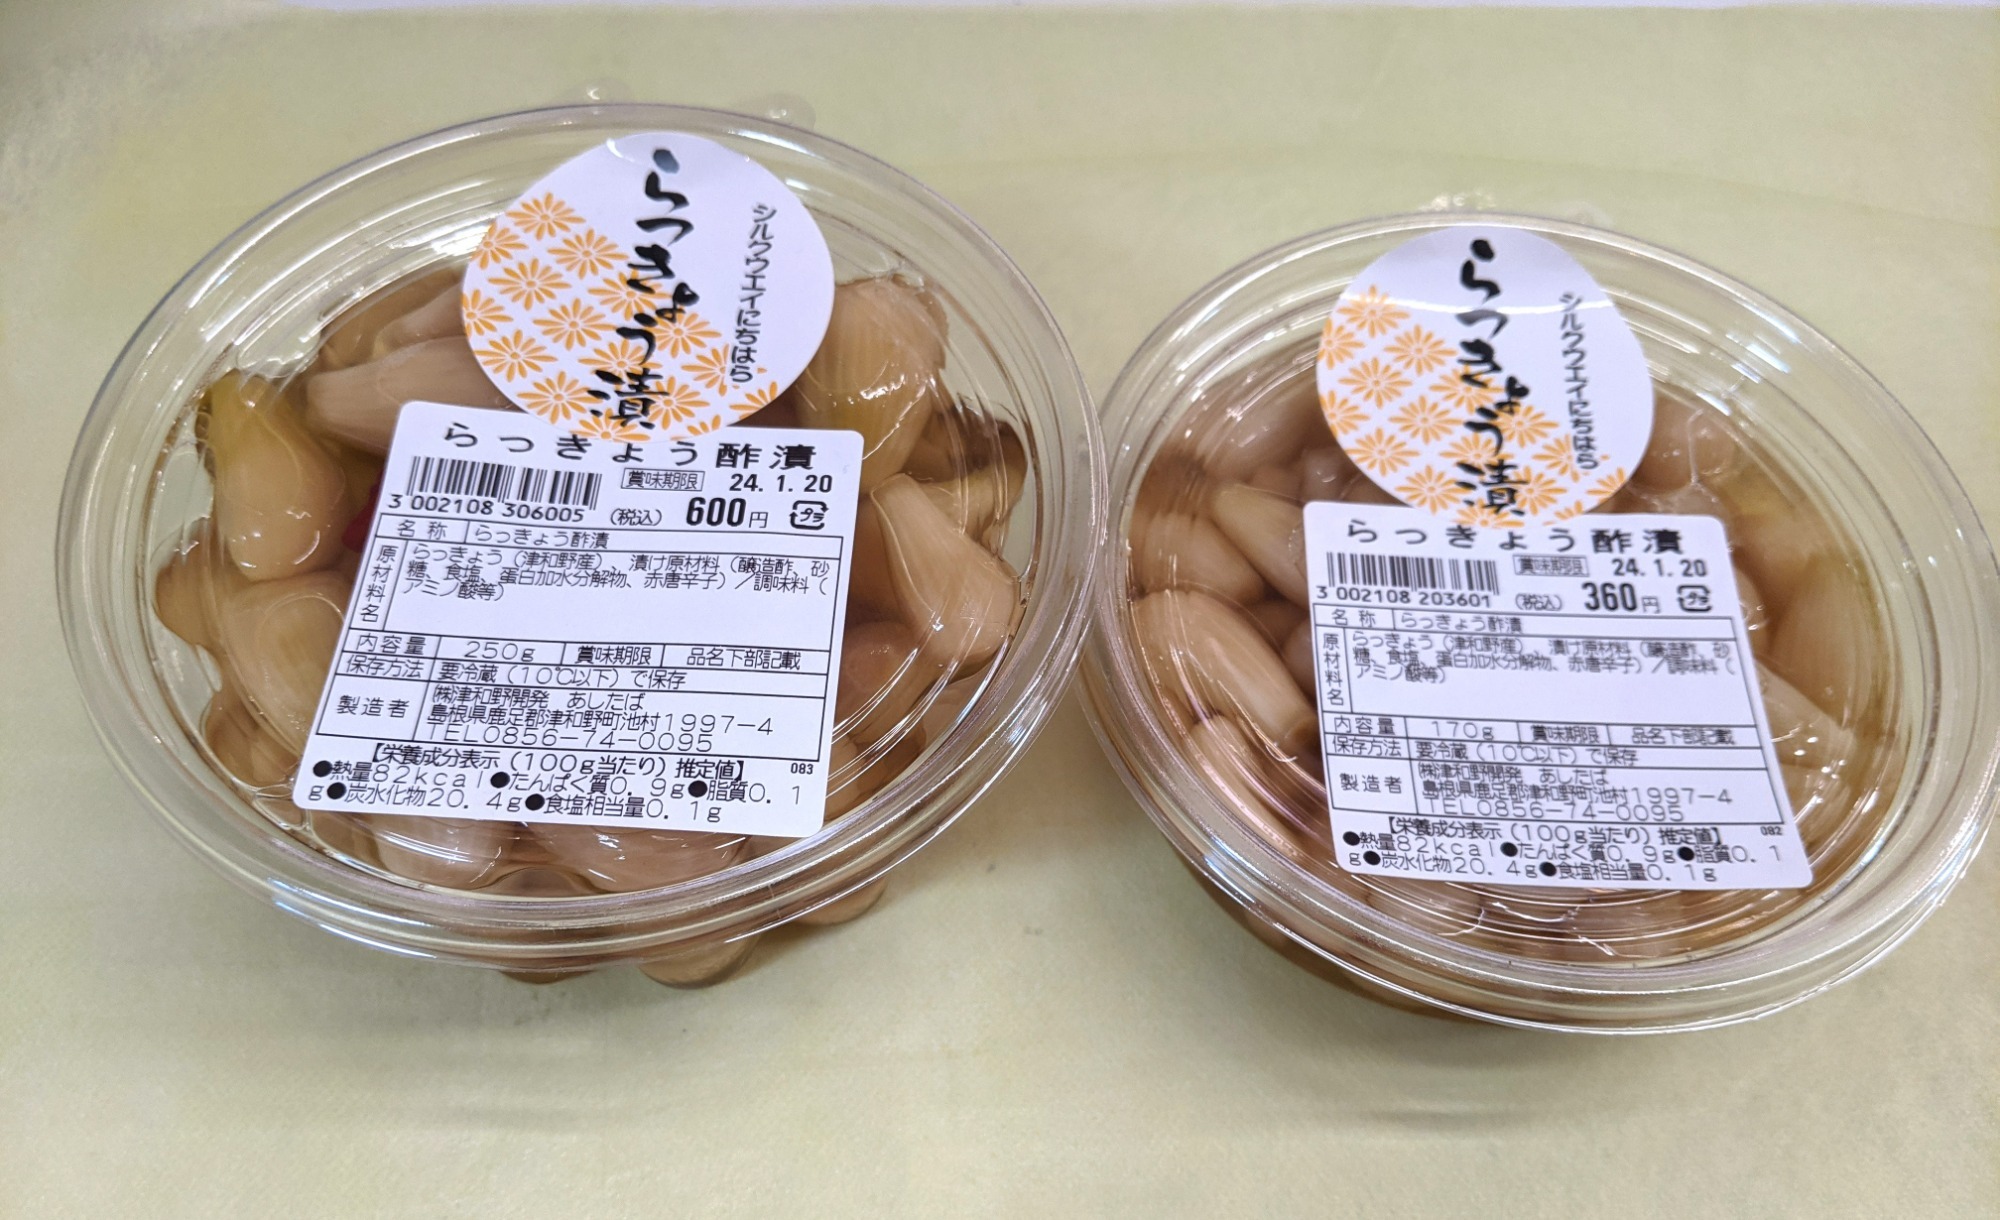 らっきょう漬
シルクウエイにちはら
らっきょう酢漬
賞味期限 24.1.20
3 002108 306005 (税込) 600円 プラ
名称 らっきょう酢漬
原材料名 らっきょう(津和野産)、漬け原材料(醸造酢、砂
糖、食塩、蛋白加水分解物、赤唐辛子)/調味料(
アミノ酸等)
内容量 250g 賞味期限 品名下部記載
保存方法 要冷蔵(10℃以下)で保存
製造者 ㈱津和野開発 あしたば
島根県鹿足郡津和野町池村1997-4
TEL0856-74-0095
【栄養成分表示(100g当たり)推定値】 083
●熱量82kcal●たんぱく質0.9g●脂質0.1
g●炭水化物20.4g●食塩相当量0.1g
らっきょう漬
シルクウエイにちはら
らっきょう酢漬
賞味期限 24.1.20
3 002108 203601 (税込) 360円 プラ
名称 らっきょう酢漬
原材料名 らっきょう(津和野産)、漬け原材料(醸造酢、砂
糖、食塩、蛋白加水分解物、赤唐辛子)/調味料(
アミノ酸等)
内容量 170g 賞味期限 品名下部記載
保存方法 要冷蔵(10℃以下)で保存
製造者 ㈱津和野開発 あしたば
島根県鹿足郡津和野町池村1997-4
TEL0856-74-0095
【栄養成分表示(100g当たり)推定値】 082
●熱量82kcal●たんぱく質0.9g●脂質0.1
g●炭水化物20.4g●食塩相当量0.1g